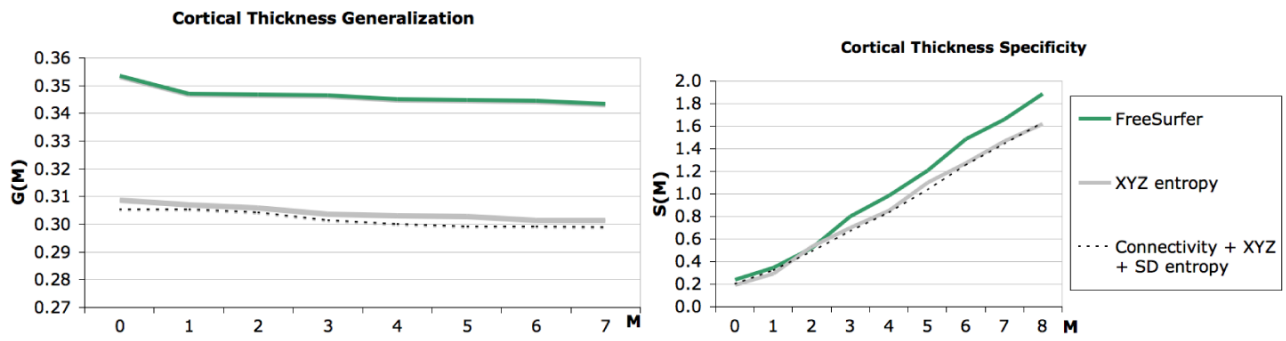 Cortical Thickness Generalization
G(M)
0.36
0.35
0.34
0.33
0.32
0.31
0.30
0.29
0.28
0.27
0 1 2 3 4 5 6 7 M
Cortical Thickness Specificity
S(M)
2.0
1.8
1.6
1.4
1.2
1.0
0.8
0.6
0.4
0.2
0.0
0 1 2 3 4 5 6 7 8 M
FreeSurfer
XYZ entropy
Connectivity + XYZ
+ SD entropy